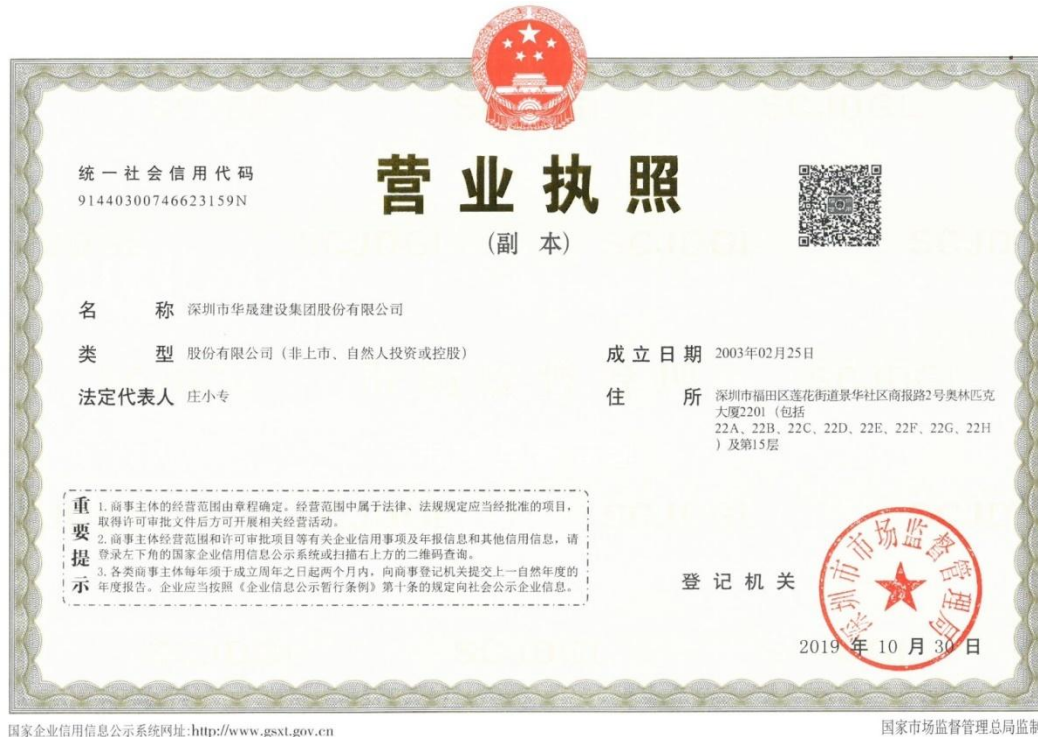 统一社会信用代码
91440300746623159N
营业执照
(副 本)
名 称 深圳市华晟建设集团股份有限公司
类 型 股份有限公司(非上市、自然人投资或控股)
成立日期 2003年02月25日
法定代表人 庄小专
住 所 深圳市福田区莲花街道景华社区商报路2号奥林匹克
大厦2201(包括
22A、22B、22C、22D、22E、22F、22G、22H
)及第15层
重要提示
1.商事主体的经营范围由章程确定。经营范围中属于法律、法规规定应当经批准的项目,
取得许可审批文件后方可开展相关经营活动。
2.商事主体经营范围和许可审批项目等有关企业信用事项及年报信息和其他信用信息,请
登录左下角的国家企业信用信息公示系统或扫描右上方的二维码查询。
3.各类商事主体每年须于成立周年之日起两个月内,向商事登记机关提交上一自然年度的
年度报告。企业应当按照《企业信息公示暂行条例》第十条的规定向社会公示企业信息。
登记机关
深圳市市场监督管理局
2019 年 10 月 30 日
国家企业信用信息公示系统网址:http://www.gsxt.gov.cn
国家市场监督管理总局监制